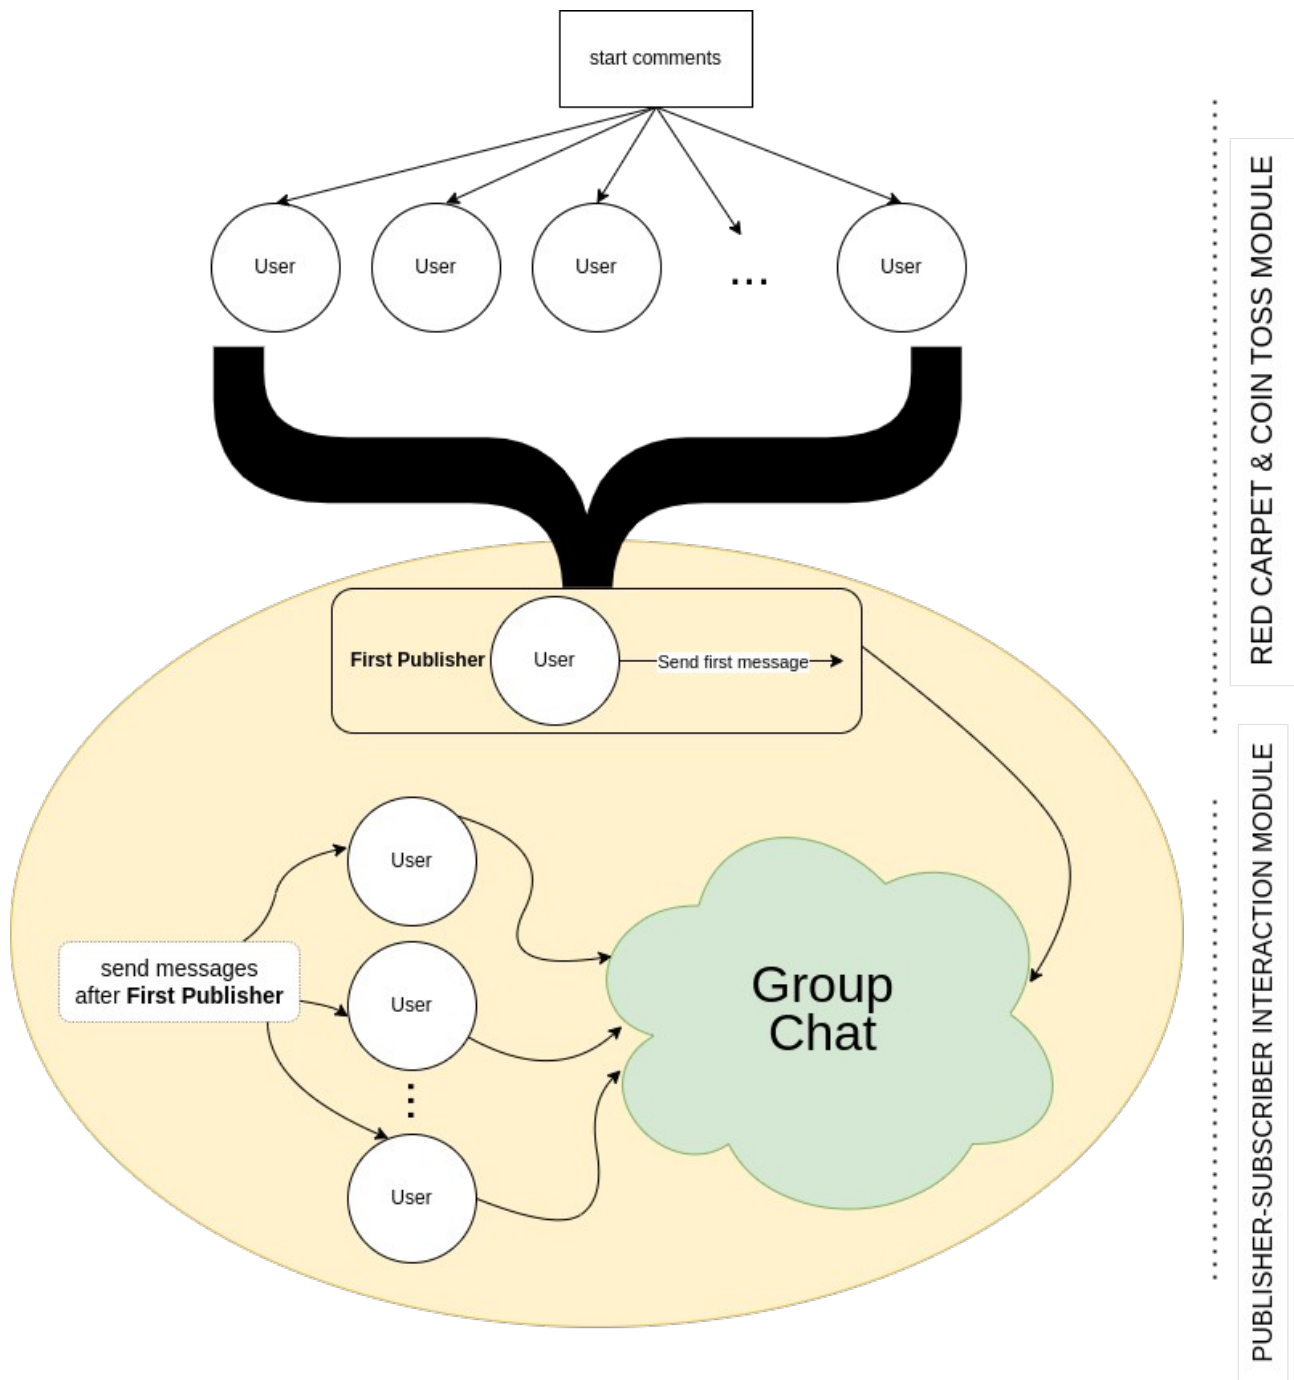 start comments
User
User
User
...
User
RED CARPET & COIN TOSS MODULE
First Publisher
User
Send first message
User
send messages
after First Publisher
User
User
Group
Chat
PUBLISHER-SUBSCRIBER INTERACTION MODULE